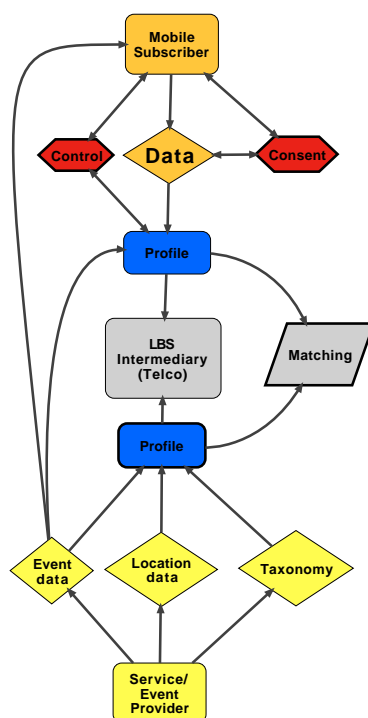 Mobile
Subscriber
Control
Data
Consent
Profile
LBS
Intermediary
(Telco)
Matching
Profile
Event
data
Location
data
Taxonomy
Service/
Event
Provider